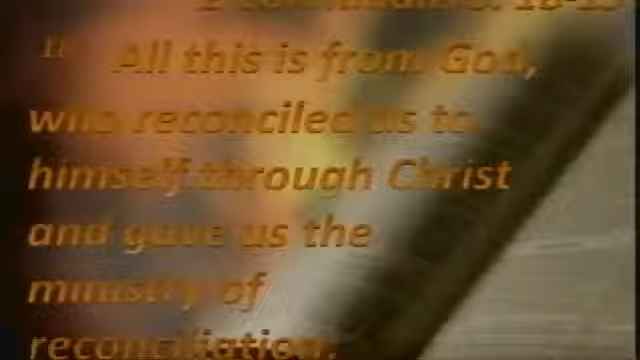 18 All this is from God,
who reconciled us to
himself through Christ
and gave us the
ministry of
reconciliation: